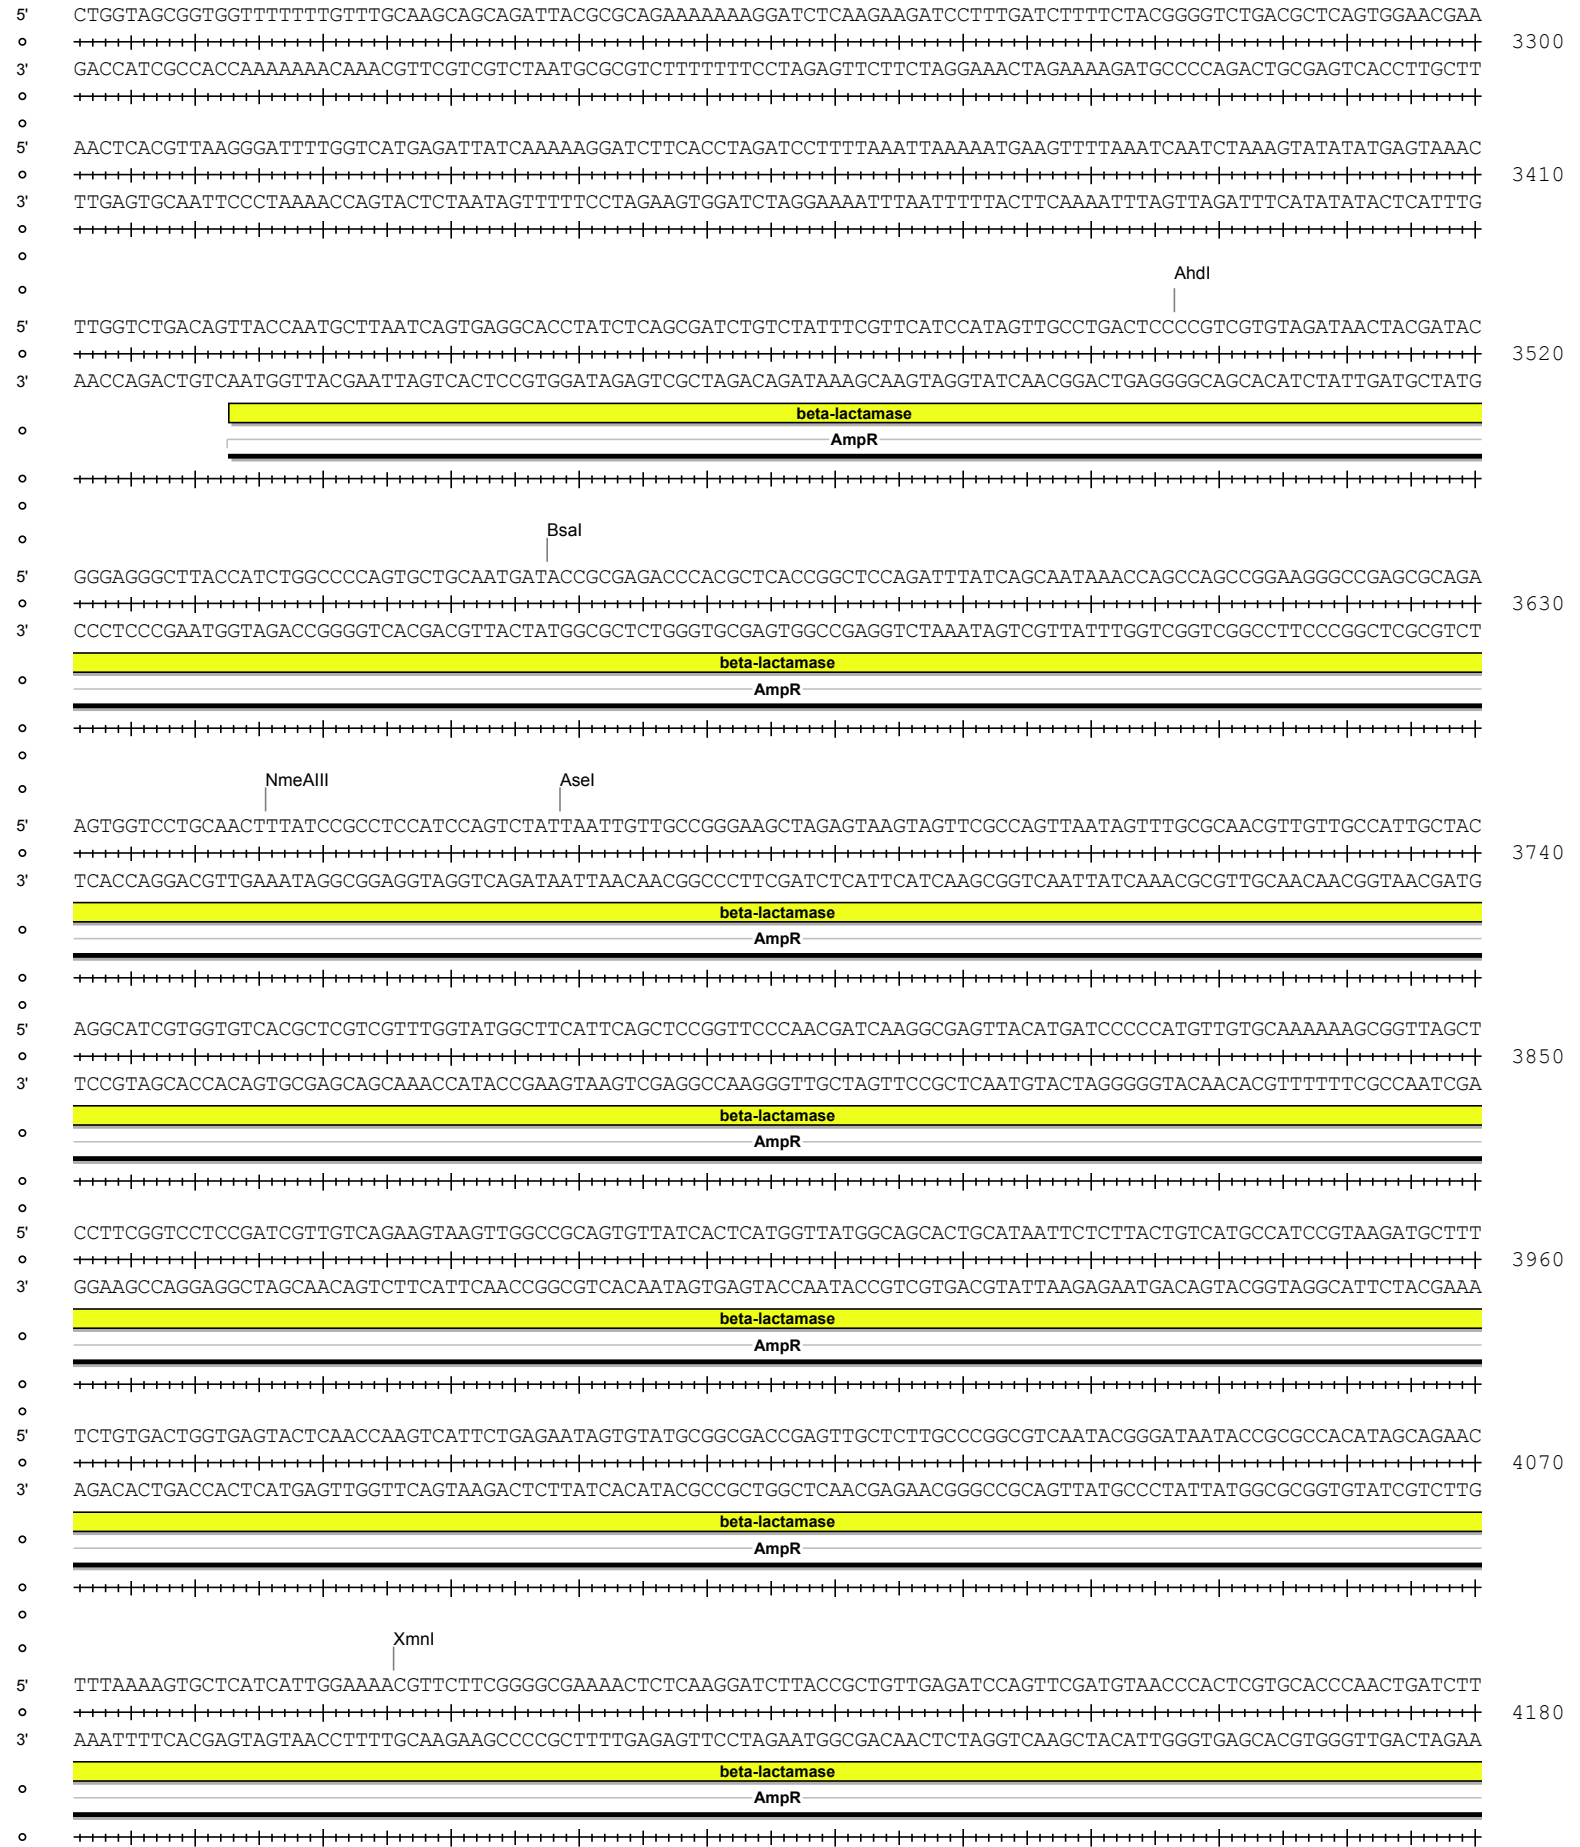 5' CTGGTAGCGGTGGTTTTTTTGTTTGCAAGCAGCAGATTACGCGCAGAAAAAAAGGATCTCAAGAAGATCCTTTGATCTTTTCTACGGGGTCTGACGCTCAGTGGAACGAA
3300
3' GACCATCGCCACCAAAAAAACAAACGTTCGTCGTCTAATGCGCGTCTTTTTTTCCTAGAGTTCTTCTAGGAAACTAGAAAAGATGCCCCAGACTGCGAGTCACCTTGCTT
5' AACTCACGTTAAGGGATTTTGGTCATGAGATTATCAAAAAGGATCTTCACCTAGATCCTTTTAAATTAAAAATGAAGTTTTAAATCAATCTAAAGTATATATGAGTAAAC
3410
3' TTGAGTGCAATTCCCTAAAACCAGTACTCTAATAGTTTTTCCTAGAAGTGGATCTAGGAAAATTTAATTTTTACTTCAAAATTTAGTTAGATTTCATATATACTCATTTG
AhdI
5' TTGGTCTGACAGTTACCAATGCTTAATCAGTGAGGCACCTATCTCAGCGATCTGTCTATTTCGTTCATCCATAGTTGCCTGACTCCCCGTCGTGTAGATAACTACGATAC
3520
3' AACCAGACTGTCAATGGTTACGAATTAGTCACTCCGTGGATAGAGTCGCTAGACAGATAAAGCAAGTAGGTATCAACGGACTGAGGGGCAGCACATCTATTGATGCTATG
beta-lactamase
AmpR
BsaI
5' GGGAGGGCTTACCATCTGGCCCCAGTGCTGCAATGATACCGCGAGACCCACGCTCACCGGCTCCAGATTTATCAGCAATAAACCAGCCAGCCGGAAGGGCCGAGCGCAGA
3630
3' CCCTCCCGAATGGTAGACCGGGGTCACGACGTTACTATGGCGCTCTGGGTGCGAGTGGCCGAGGTCTAAATAGTCGTTATTTGGTCGGTCGGCCTTCCCGGCTCGCGTCT
beta-lactamase
AmpR
NmeAIII AseI
5' AGTGGTCCTGCAACTTTATCCGCCTCCATCCAGTCTATTAATTGTTGCCGGGAAGCTAGAGTAAGTAGTTCGCCAGTTAATAGTTTGCGCAACGTTGTTGCCATTGCTAC
3740
3' TCACCAGGACGTTGAAATAGGCGGAGGTAGGTCAGATAATTAACAACGGCCCTTCGATCTCATTCATCAAGCGGTCAATTATCAAACGCGTTGCAACAACGGTAACGATG
beta-lactamase
AmpR
5' AGGCATCGTGGTGTCACGCTCGTCGTTTGGTATGGCTTCATTCAGCTCCGGTTCCCAACGATCAAGGCGAGTTACATGATCCCCCATGTTGTGCAAAAAAGCGGTTAGCT
3850
3' TCCGTAGCACCACAGTGCGAGCAGCAAACCATACCGAAGTAAGTCGAGGCCAAGGGTTGCTAGTTCCGCTCAATGTACTAGGGGGTACAACACGTTTTTTCGCCAATCGA
beta-lactamase
AmpR
5' CCTTCGGTCCTCCGATCGTTGTCAGAAGTAAGTTGGCCGCAGTGTTATCACTCATGGTTATGGCAGCACTGCATAATTCTCTTACTGTCATGCCATCCGTAAGATGCTTT
3960
3' GGAAGCCAGGAGGCTAGCAACAGTCTTCATTCAACCGGCGTCACAATAGTGAGTACCAATACCGTCGTGACGTATTAAGAGAATGACAGTACGGTAGGCATTCTACGAAA
beta-lactamase
AmpR
5' TCTGTGACTGGTGAGTACTCAACCAAGTCATTCTGAGAATAGTGTATGCGGCGACCGAGTTGCTCTTGCCCGGCGTCAATACGGGATAATACCGCGCCACATAGCAGAAC
4070
3' AGACACTGACCACTCATGAGTTGGTTCAGTAAGACTCTTATCACATACGCCGCTGGCTCAACGAGAACGGGCCGCAGTTATGCCCTATTATGGCGCGGTGTATCGTCTTG
beta-lactamase
AmpR
XmnI
5' TTTAAAAGTGCTCATCATTGGAAAACGTTCTTCGGGGCGAAAACTCTCAAGGATCTTACCGCTGTTGAGATCCAGTTCGATGTAACCCACTCGTGCACCCAACTGATCTT
4180
3' AAATTTTCACGAGTAGTAACCTTTTGCAAGAAGCCCCGCTTTTGAGAGTTCCTAGAATGGCGACAACTCTAGGTCAAGCTACATTGGGTGAGCACGTGGGTTGACTAGAA
beta-lactamase
AmpR